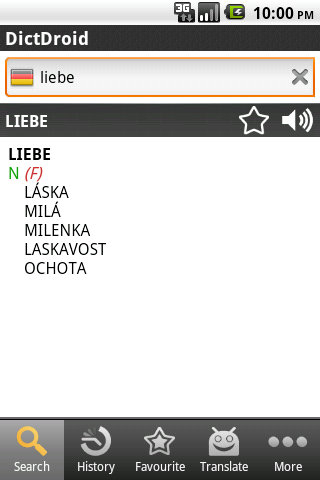 3G
10:00 PM
DictDroid
liebe
LIEBE
LIEBE
N (F)
LÁSKA
MILÁ
MILENKA
LASKAVOST
OCHOTA
Search History Favourite Translate More